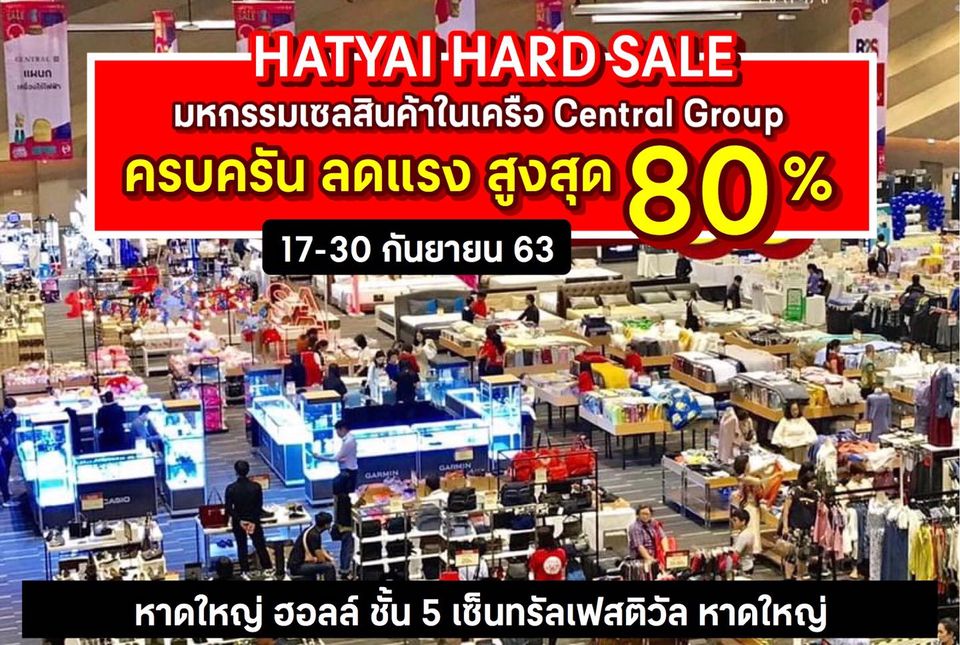 HATYAI HARD SALE
มหกรรมเซลสินค้าในเครือ Central Group
ครบครัน ลดแรง สูงสุด 80%
17-30 กันยายน 63
CENTRAL
แผนก
เครื่องใช้ไฟฟ้า
B2S
CASIO
GARMIN
GARMIN
หาดใหญ่ ฮอลล์ ชั้น 5 เซ็นทรัลเฟสติวัล หาดใหญ่